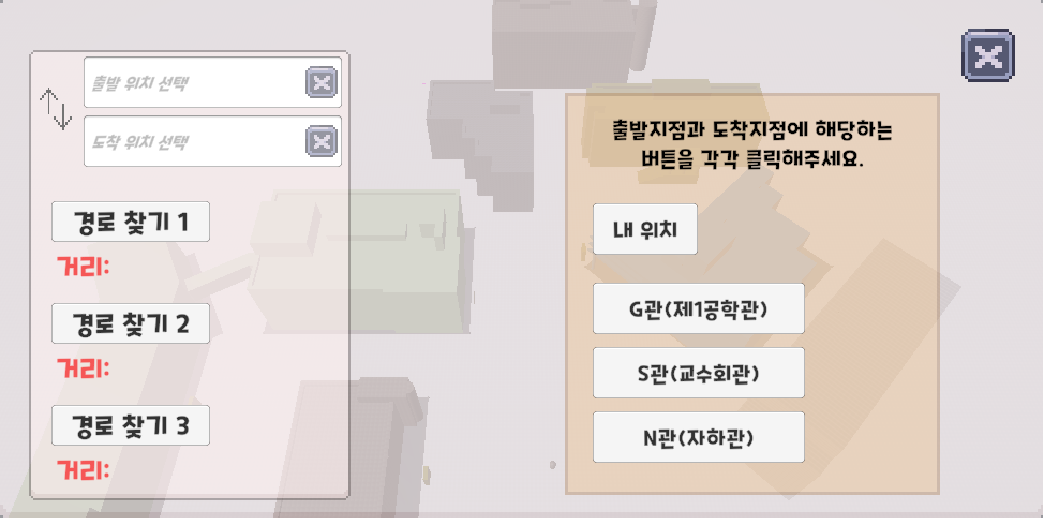 출발 위치 선택
도착 위치 선택
경로 찾기 1
거리:
경로 찾기 2
거리:
경로 찾기 3
거리:
출발지점과 도착지점에 해당하는
버튼을 각각 클릭해주세요.
내 위치
G관(제1공학관)
S관(교수회관)
N관(자하관)